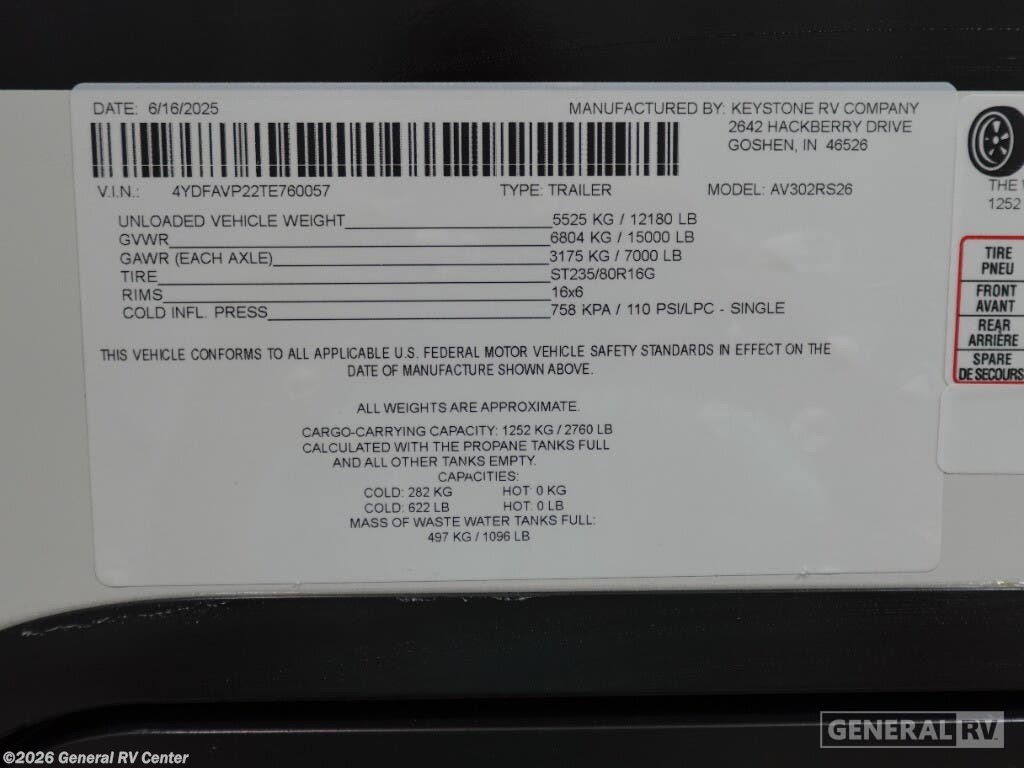 DATE: 6/16/2025 MANUFACTURED BY: KEYSTONE RV COMPANY
2642 HACKBERRY DRIVE
GOSHEN, IN 46526
V.I.N.: 4YDFAVP22TE760057 TYPE: TRAILER MODEL: AV302RS26
UNLOADED VEHICLE WEIGHT 5525 KG / 12180 LB
GVWR 6804 KG / 15000 LB
GAWR (EACH AXLE) 3175 KG / 7000 LB
TIRE ST235/80R16G
RIMS 16x6
COLD INFL. PRESS 758 KPA / 110 PSI/LPC - SINGLE
THIS VEHICLE CONFORMS TO ALL APPLICABLE U.S. FEDERAL MOTOR VEHICLE SAFETY STANDARDS IN EFFECT ON THE
DATE OF MANUFACTURE SHOWN ABOVE.
ALL WEIGHTS ARE APPROXIMATE.
CARGO-CARRYING CAPACITY: 1252 KG / 2760 LB
CALCULATED WITH THE PROPANE TANKS FULL
AND ALL OTHER TANKS EMPTY.
CAPACITIES:
COLD: 282 KG HOT: 0 KG
COLD: 622 LB HOT: 0 LB
MASS OF WASTE WATER TANKS FULL:
497 KG / 1096 LB
THE
1252
TIRE
PNEU
FRONT
AVANT
REAR
ARRIÈRE
SPARE
DE SECOURS
GENERAL RV
©2026 General RV Center